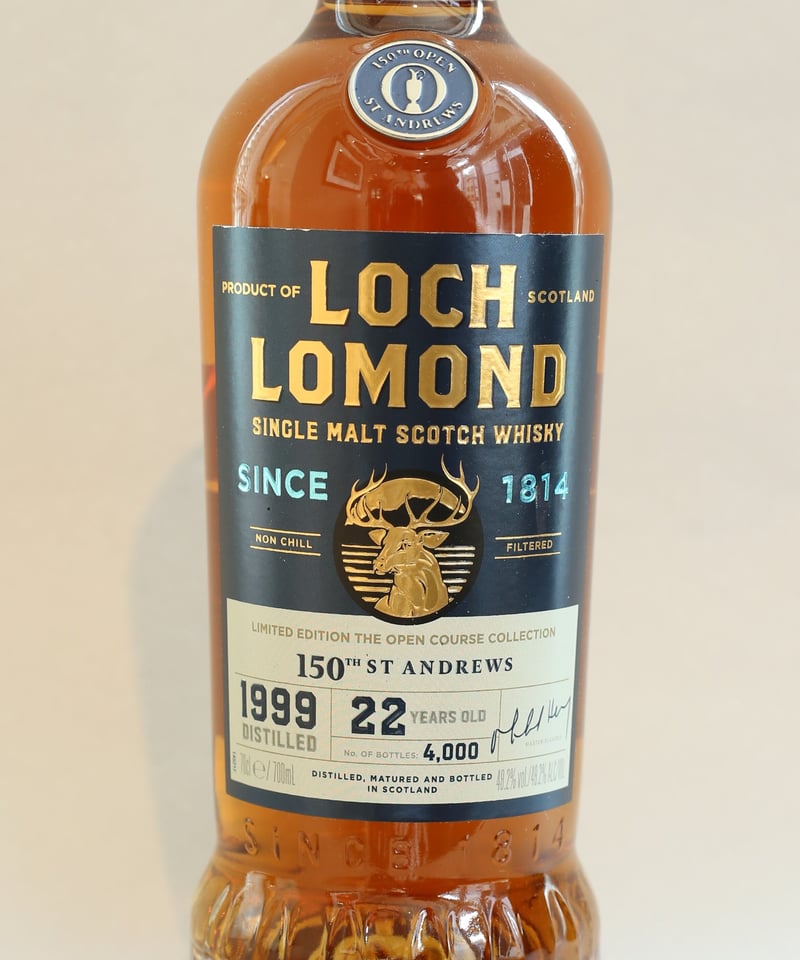 150TH OPEN
ST ANDREWS
PRODUCT OF LOCH SCOTLAND
LOMOND
SINGLE MALT SCOTCH WHISKY
SINCE 1814
NON CHILL FILTERED
LIMITED EDITION THE OPEN COURSE COLLECTION
150TH ST ANDREWS
1999 22 YEARS OLD
DISTILLED No. OF BOTTLES: 4,000
70cl e / 700mL DISTILLED, MATURED AND BOTTLED
IN SCOTLAND
SINCE 1814